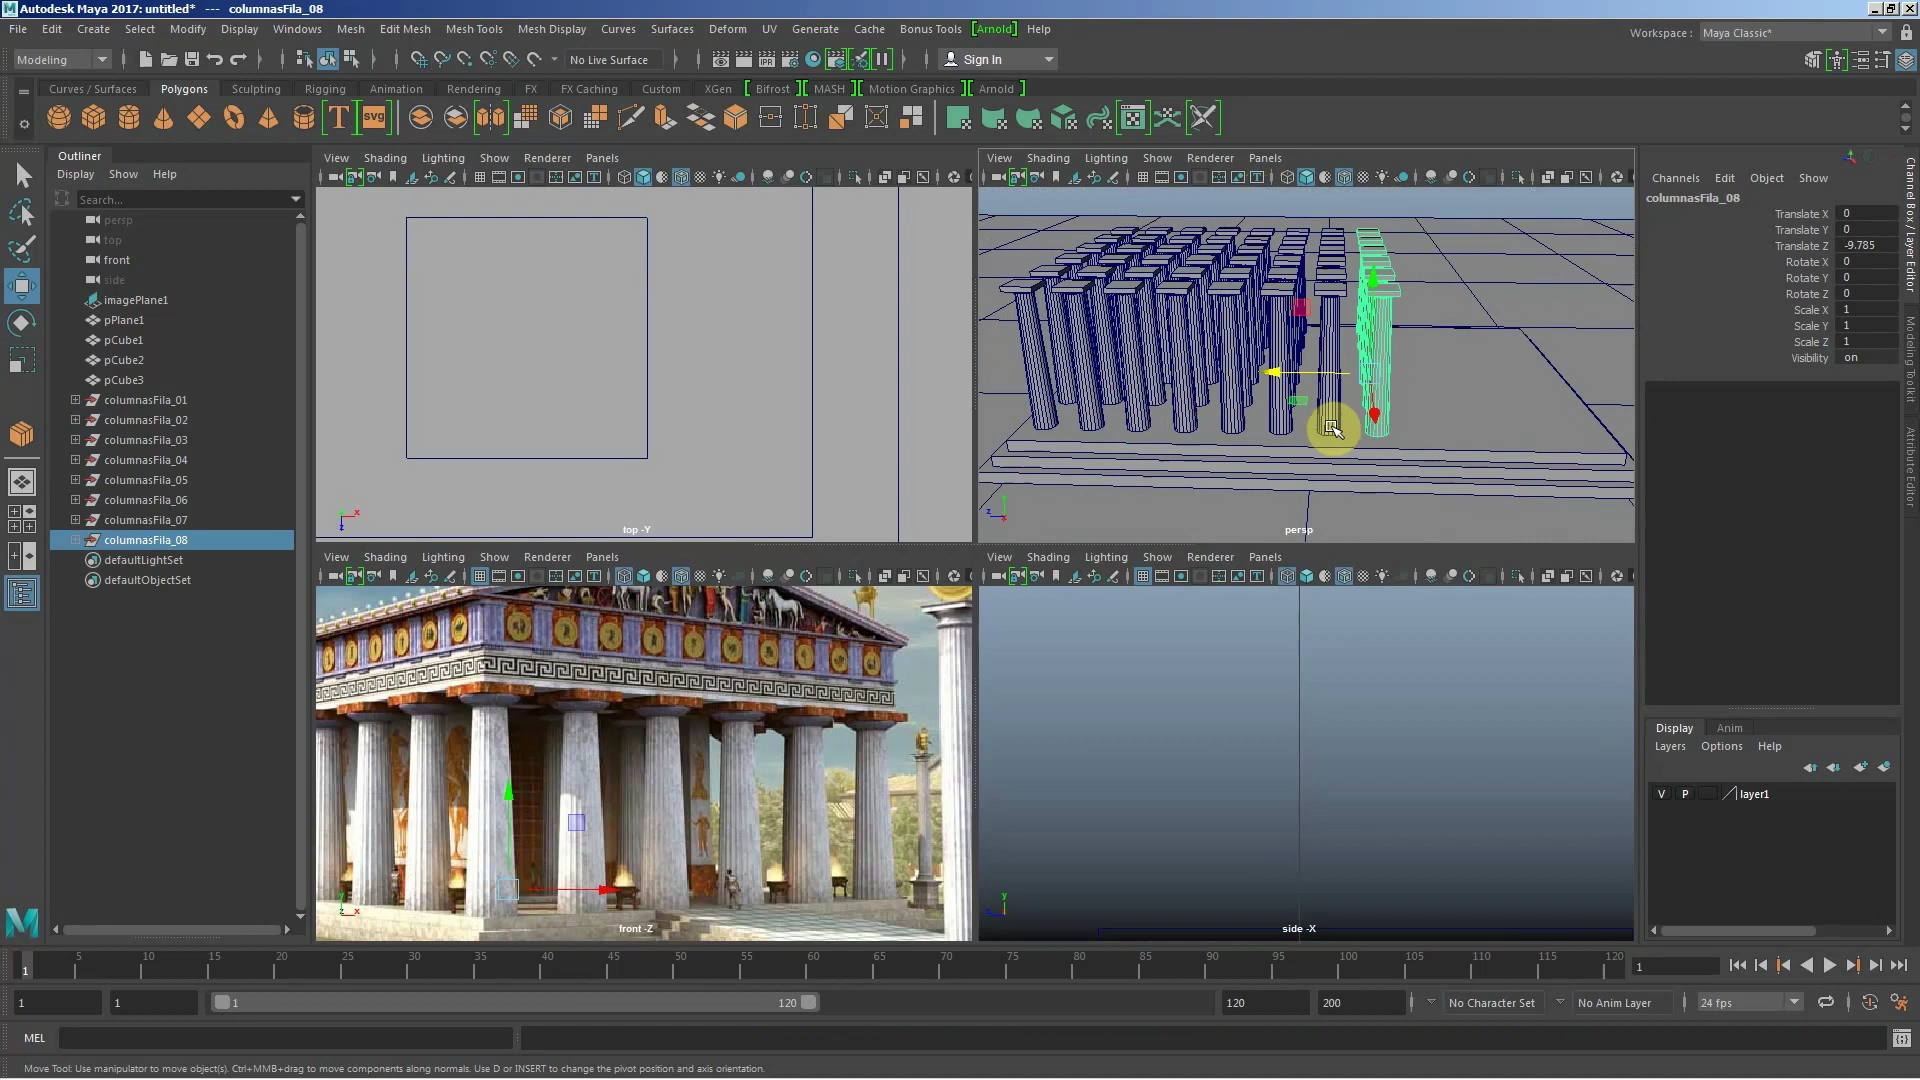 Autodesk Maya 2017: untitled* --- columnasFila_08
File Edit Create Select Modify Display Windows Mesh Edit Mesh Mesh Tools Mesh Display Curves Surfaces Deform UV Generate Cache Bonus Tools [Arnold] Help
Workspace : Maya Classic*
Modeling No Live Surface Sign In
Curves / Surfaces Polygons Sculpting Rigging Animation Rendering FX FX Caching Custom XGen Bifrost MASH Motion Graphics Arnold
T svg
Outliner
Display Show Help
Search...
persp
top
front
side
imagePlane1
pPlane1
pCube1
pCube2
pCube3
columnasFila_01
columnasFila_02
columnasFila_03
columnasFila_04
columnasFila_05
columnasFila_06
columnasFila_07
columnasFila_08
defaultLightSet
defaultObjectSet
View Shading Lighting Show Renderer Panels
top -Y
View Shading Lighting Show Renderer Panels
persp
View Shading Lighting Show Renderer Panels
front -Z
View Shading Lighting Show Renderer Panels
side -X
Channels Edit Object Show
columnasFila_08
Translate X 0
Translate Y 0
Translate Z -9.785
Rotate X 0
Rotate Y 0
Rotate Z 0
Scale X 1
Scale Y 1
Scale Z 1
Visibility on
Channel Box / Layer Editor
Modeling Toolkit
Attribute Editor
Display Anim
Layers Options Help
V P layer1
1 5 10 15 20 25 30 35 40 45 50 55 60 65 70 75 80 85 90 95 100 105 110 115 120 1
1 1 1 120 120 200 No Character Set No Anim Layer 24 fps
MEL
Move Tool: Use manipulator to move object(s). Ctrl+MMB+drag to move components along normals. Use D or INSERT to change the pivot position and axis orientation.